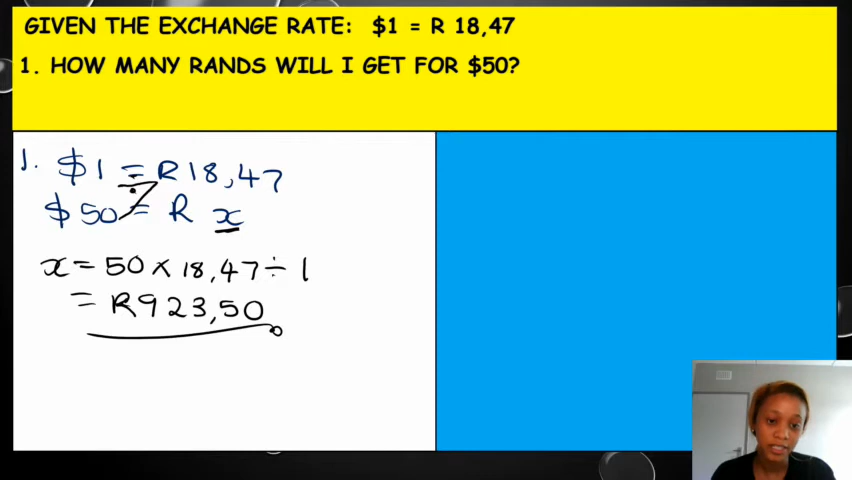 GIVEN THE EXCHANGE RATE: $1 = R 18,47
1. HOW MANY RANDS WILL I GET FOR $50?
1. $1 = R18,47
$50 = R x
x = 50 × 18,47 ÷ 1
= R923,50